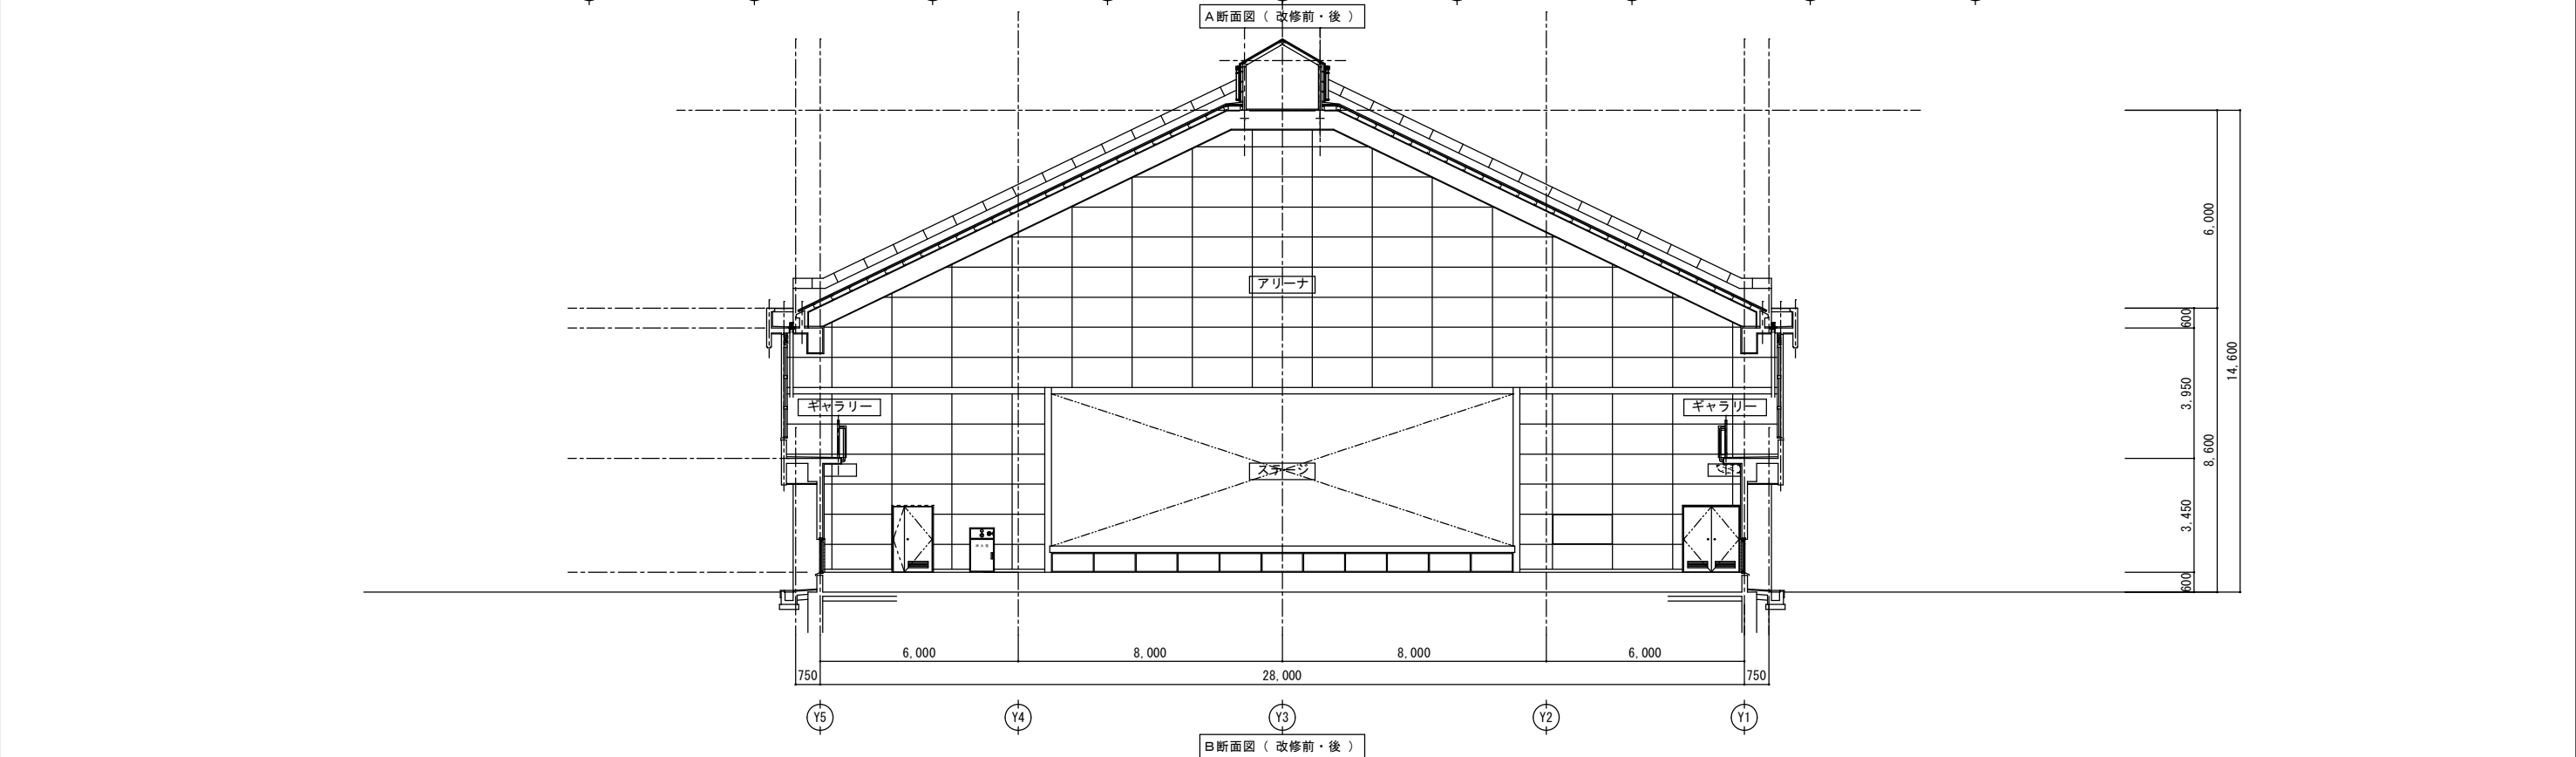 A断面図（ 改修前・後 ）
アリーナ
ギャラリー
ギャラリー
ステージ
6,000
600
3,950
14,600
8,600
3,450
600
6,000
8,000
8,000
6,000
750
28,000
750
Y5
Y4
Y3
Y2
Y1
B断面図（ 改修前・後 ）